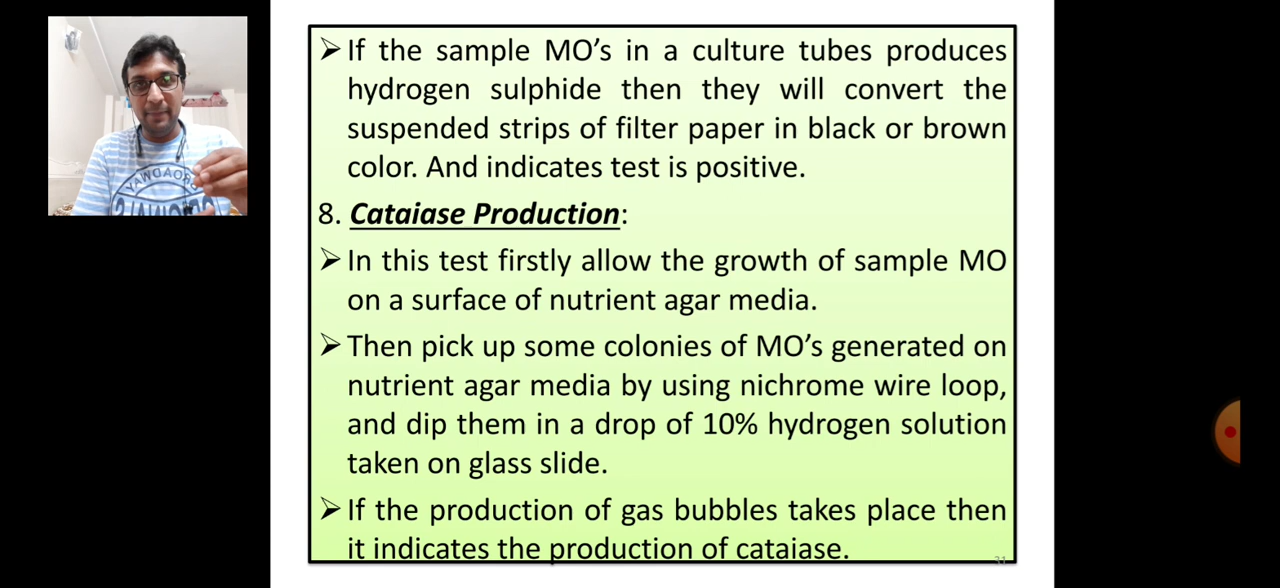 ➢If the sample MO's in a culture tubes produces
hydrogen sulphide then they will convert the
suspended strips of filter paper in black or brown
color. And indicates test is positive.
8. Cataiase Production:
➢In this test firstly allow the growth of sample MO
on a surface of nutrient agar media.
➢Then pick up some colonies of MO's generated on
nutrient agar media by using nichrome wire loop,
and dip them in a drop of 10% hydrogen solution
taken on glass slide.
➢If the production of gas bubbles takes place then
it indicates the production of cataiase.
31